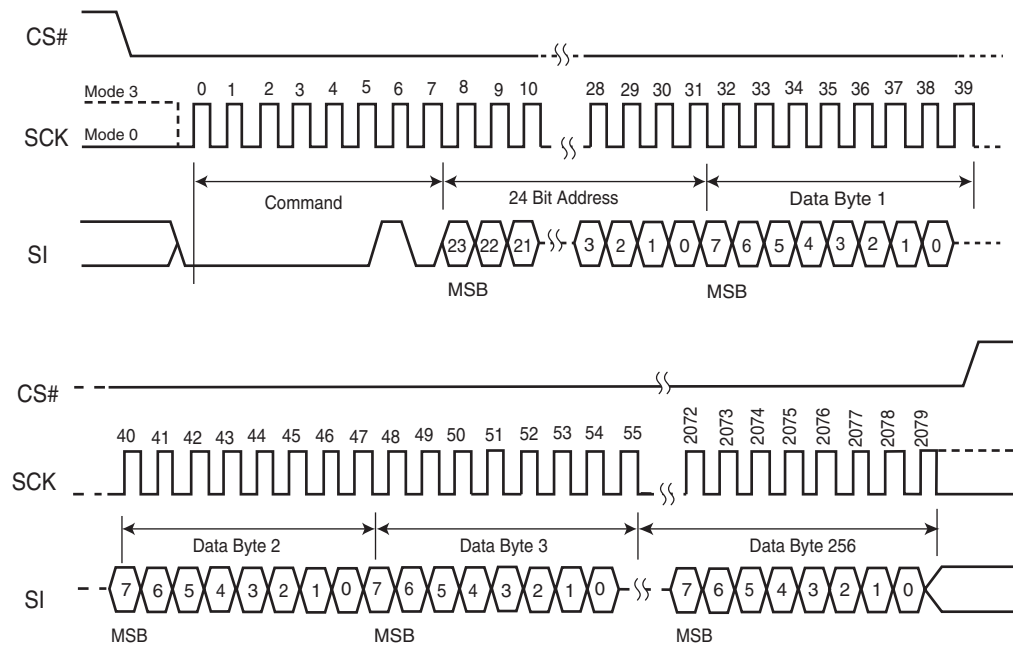 CS#
Mode 3
0 1 2 3 4 5 6 7 8 9 10 28 29 30 31 32 33 34 35 36 37 38 39
SCK
Mode 0
Command
24 Bit Address
Data Byte 1
SI
23 22 21 3 2 1 0 7 6 5 4 3 2 1 0
MSB
MSB
CS#
40 41 42 43 44 45 46 47 48 49 50 51 52 53 54 55 2072 2073 2074 2075 2076 2077 2078 2079
SCK
Data Byte 2
Data Byte 3
Data Byte 256
SI
7 6 5 4 3 2 1 0 7 6 5 4 3 2 1 0 7 6 5 4 3 2 1 0
MSB
MSB
MSB